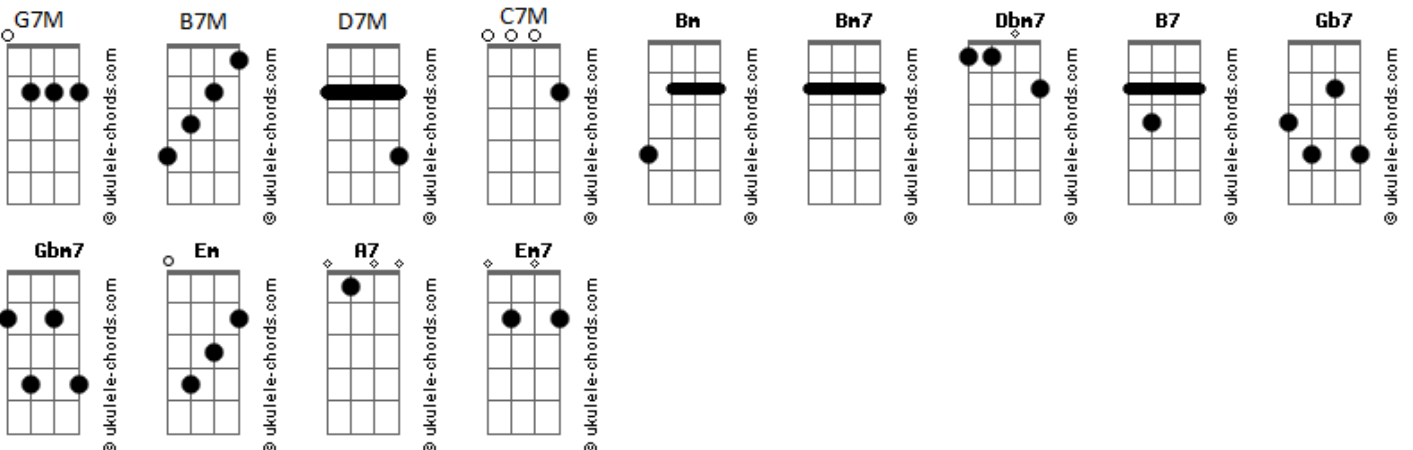 G7M B7M D7M C7M Bm Bm7 Dbm7 B7 Gb7
© ukulele-chords.com © ukulele-chords.com © ukulele-chords.com © ukulele-chords.com © ukulele-chords.com © ukulele-chords.com © ukulele-chords.com © ukulele-chords.com © ukulele-chords.com
Gbm7 Em A7 Em7
© ukulele-chords.com © ukulele-chords.com © ukulele-chords.com © ukulele-chords.com